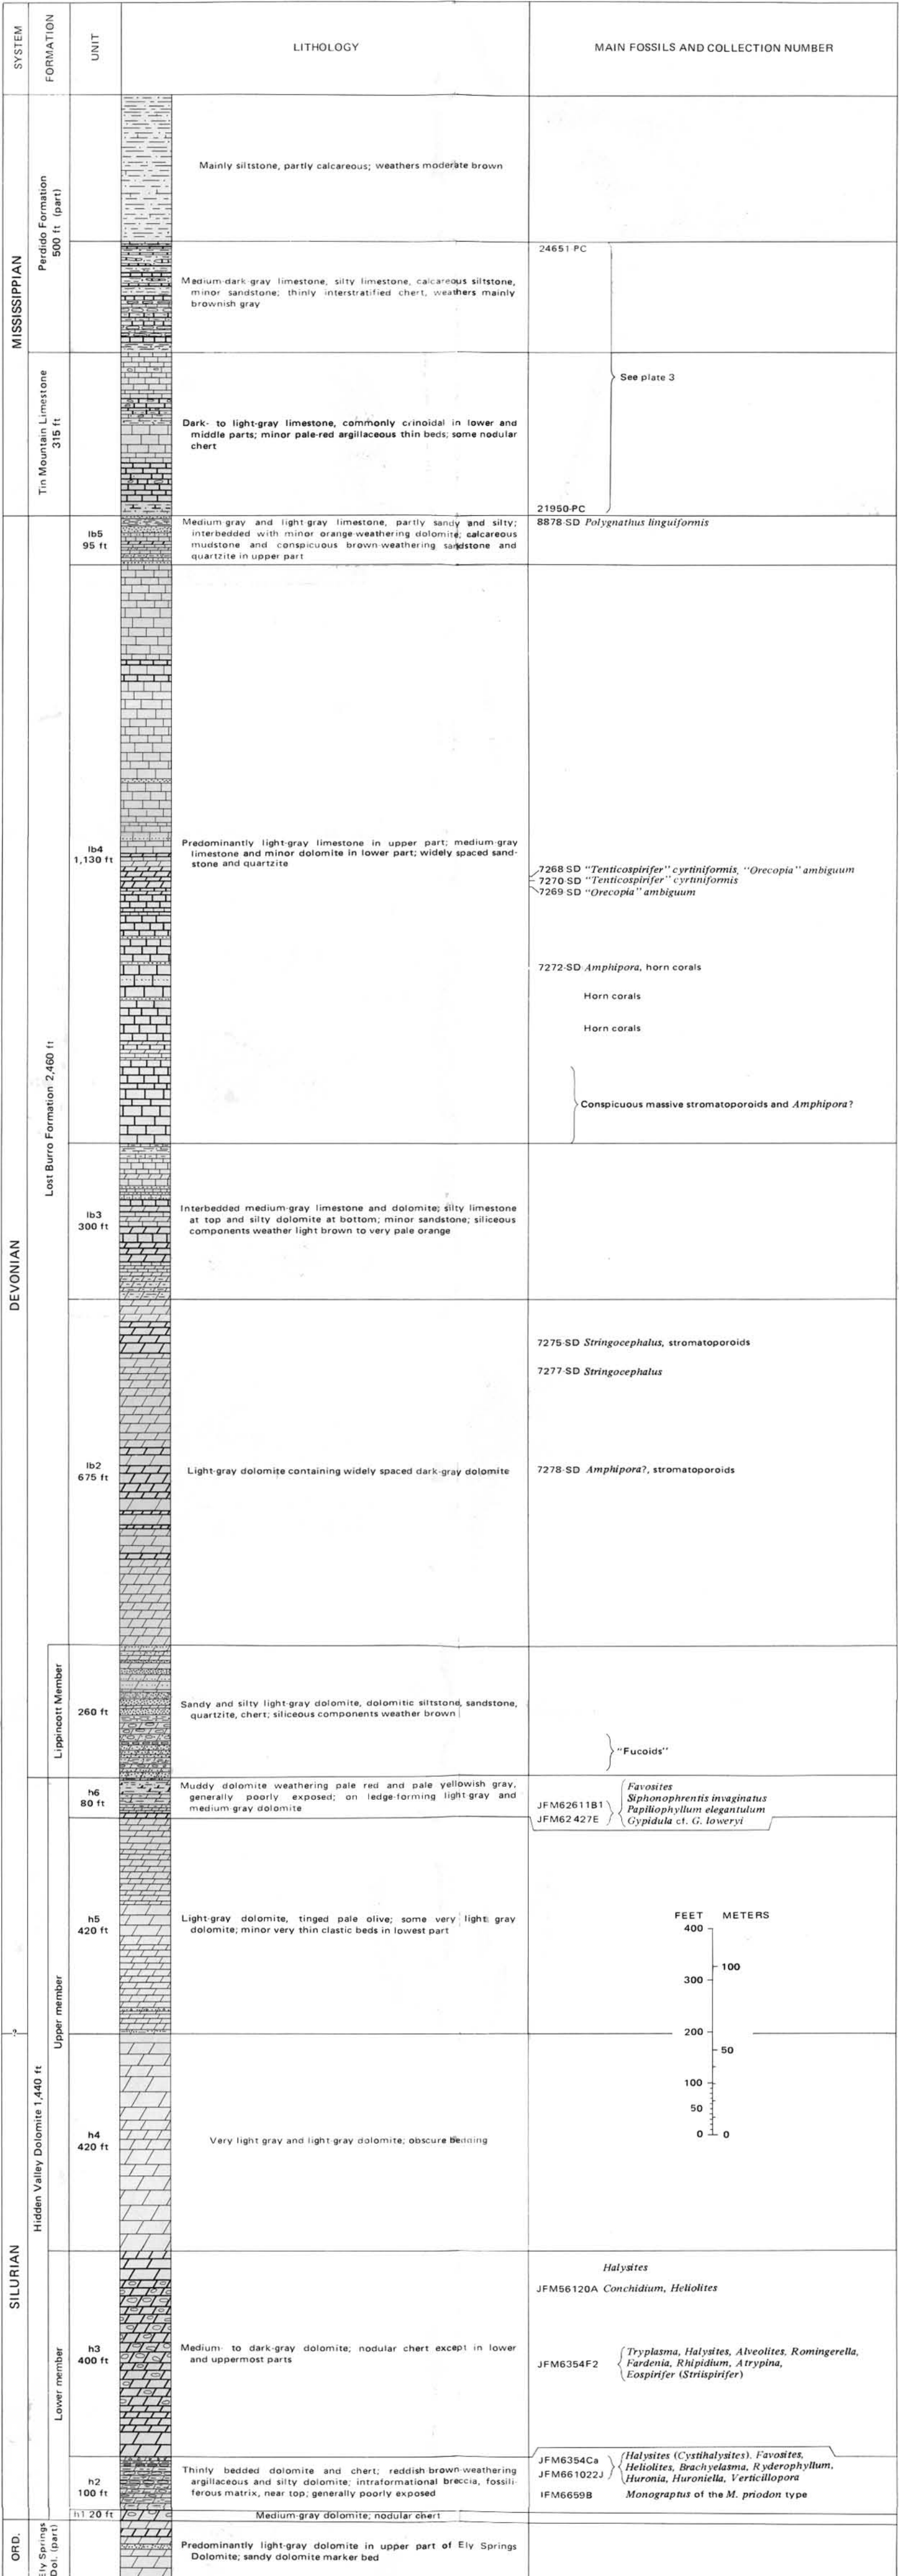 SYSTEM
FORMATION
UNIT
LITHOLOGY
MAIN FOSSILS AND COLLECTION NUMBER
MISSISSIPPIAN
Perdido Formation
500 ft (part)
Mainly siltstone, partly calcareous; weathers moderate brown
24651-PC
Medium-dark-gray limestone, silty limestone, calcareous siltstone,
minor sandstone; thinly interstratified chert, weathers mainly
brownish gray
See plate 3
Tin Mountain Limestone
315 ft
Dark- to light-gray limestone, commonly crinoidal in lower and
middle parts; minor pale-red argillaceous thin beds; some nodular
chert
21950-PC
DEVONIAN
Lost Burro Formation 2,460 ft
lb5
95 ft
Medium-gray and light-gray limestone, partly sandy and silty;
interbedded with minor orange-weathering dolomite; calcareous
mudstone and conspicuous brown-weathering sandstone and
quartzite in upper part
8878-SD Polygnathus linguiformis
lb4
1,130 ft
Predominantly light-gray limestone in upper part; medium-gray
limestone and minor dolomite in lower part; widely spaced sand-
stone and quartzite
7268-SD "Tenticospirifer" cyrtiniformis, "Orecopia" ambiguum
7270-SD "Tenticospirifer" cyrtiniformis
7269-SD "Orecopia" ambiguum
7272-SD Amphipora, horn corals
Horn corals
Horn corals
Conspicuous massive stromatoporoids and Amphipora?
lb3
300 ft
Interbedded medium-gray limestone and dolomite; silty limestone
at top and silty dolomite at bottom; minor sandstone; siliceous
components weather light brown to very pale orange
lb2
675 ft
Light-gray dolomite containing widely spaced dark-gray dolomite
7275-SD Stringocephalus, stromatoporoids
7277-SD Stringocephalus
7278-SD Amphipora?, stromatoporoids
Lippincott Member
260 ft
Sandy and silty light-gray dolomite, dolomitic siltstond, sandstone,
quartzite, chert; siliceous components weather brown
"Fucoids"
Hidden Valley Dolomite 1,440 ft
Upper member
h6
80 ft
Muddy dolomite weathering pale red and pale yellowish gray,
generally poorly exposed; on ledge-forming light-gray and
medium gray dolomite
JFM62611B1
JFM62 427E
Favosites
Siphonophrentis invaginatus
Papiliophyllum elegantulum
Gypidula cf. G. loweryi
h5
420 ft
Light-gray dolomite, tinged pale olive; some very light gray
dolomite; minor very thin clastic beds in lowest part
FEET METERS
400
100
300
200
50
100
50
0 0
?
SILURIAN
h4
420 ft
Very light gray and light-gray dolomite; obscure bedding
Lower member
h3
400 ft
Medium- to dark-gray dolomite; nodular chert except in lower
and uppermost parts
Halysites
JFM56120A Conchidium, Heliolites
JFM6354F2
Tryplasma, Halysites, Alveolites, Romingerella,
Fardenia, Rhipidium, Atrypina,
Eospirifer (Striispirifer)
h2
100 ft
Thinly bedded dolomite and chert; reddish-brown-weathering
argillaceous and silty dolomite; intraformational breccia, fossili-
ferous matrix, near top; generally poorly exposed
JFM6354Ca
JFM661022J
Halysites (Cystihalysites), Favosites,
Heliolites, Brachyelasma, Ryderophyllum,
Huronia, Huroniella, Verticillopora
IFM6659B Monograptus of the M. priodon type
h1 20 ft
Medium-gray dolomite; nodular chert
ORD.
Ely Springs
Dol. (part)
Predominantly light-gray dolomite in upper part of Ely Springs
Dolomite; sandy dolomite marker bed